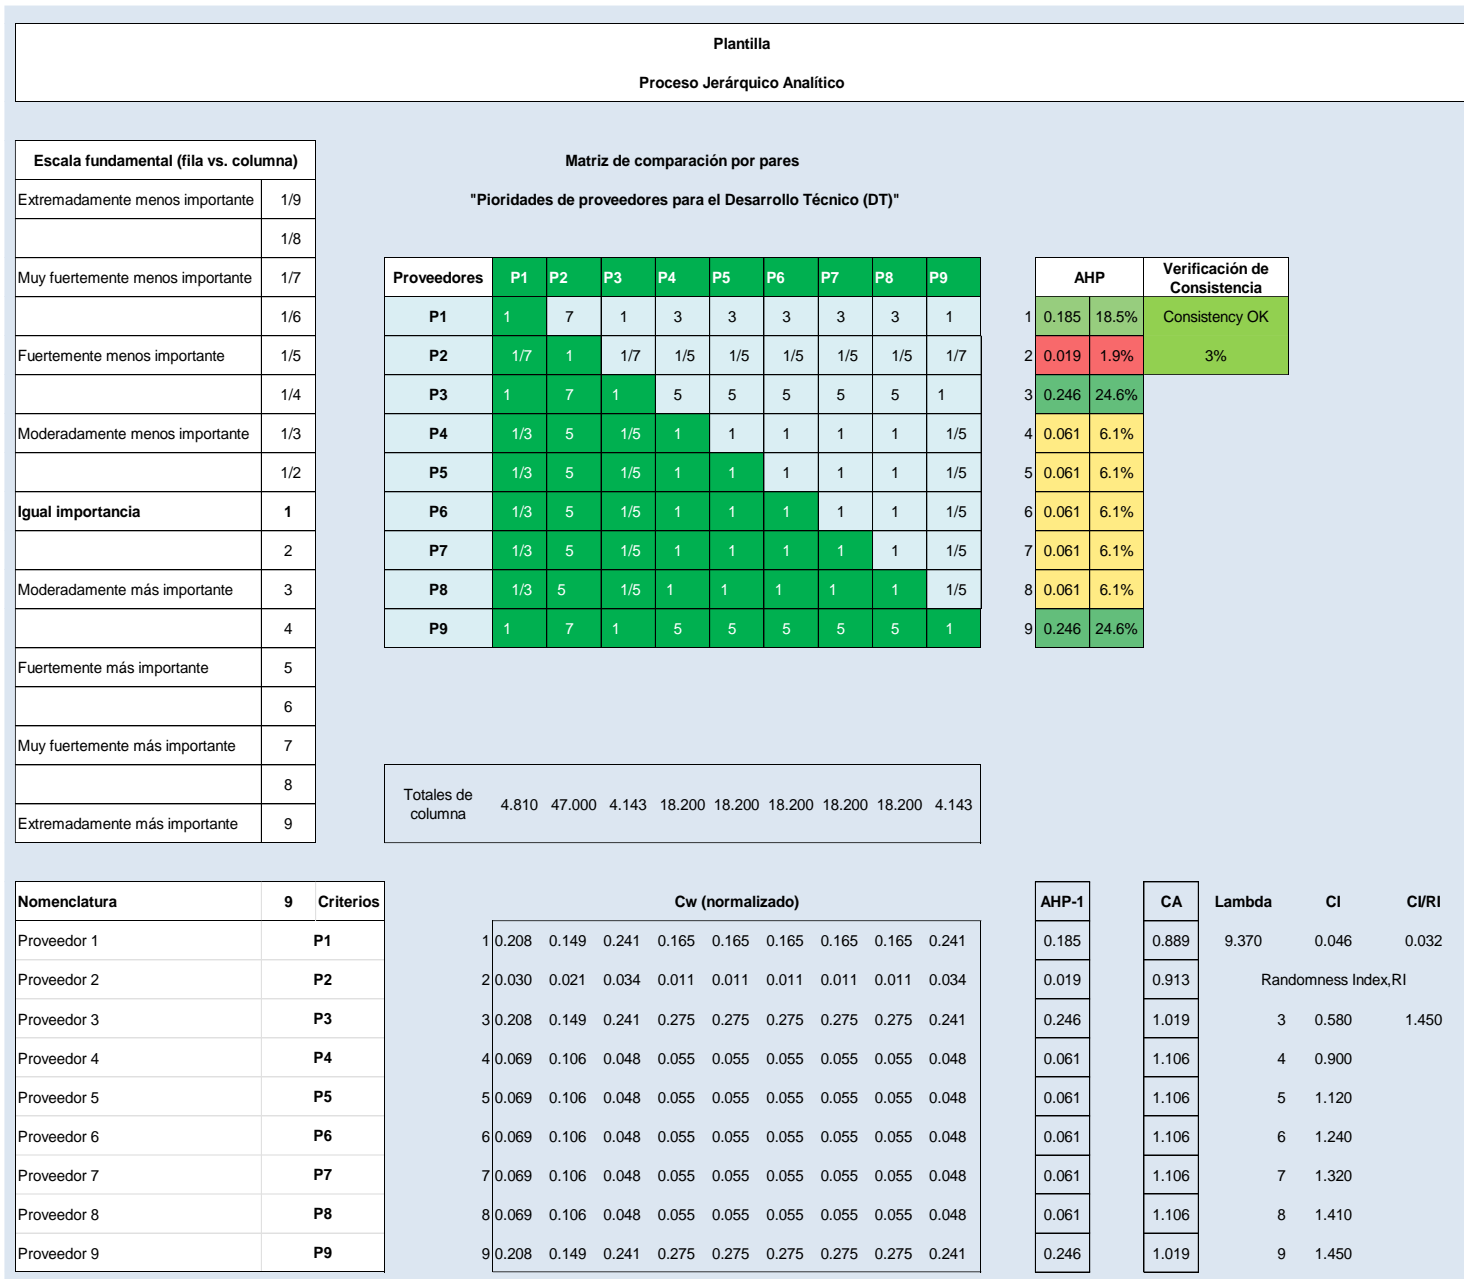 Plantilla
Proceso Jerárquico Analítico
Escala fundamental (fila vs. columna)
Matriz de comparación por pares
Extremadamente menos importante 1/9
"Pioridades de proveedores para el Desarrollo Técnico (DT)"
1/8
Muy fuertemente menos importante 1/7
Proveedores P1 P2 P3 P4 P5 P6 P7 P8 P9
AHP Verificación de Consistencia
1/6
P1 1 7 1 3 3 3 3 3 1
1 0.185 18.5% Consistency OK
Fuertemente menos importante 1/5
P2 1/7 1 1/7 1/5 1/5 1/5 1/5 1/5 1/7
2 0.019 1.9% 3%
1/4
P3 1 7 1 5 5 5 5 5 1
3 0.246 24.6%
Moderadamente menos importante 1/3
P4 1/3 5 1/5 1 1 1 1 1 1/5
4 0.061 6.1%
1/2
P5 1/3 5 1/5 1 1 1 1 1 1/5
5 0.061 6.1%
Igual importancia 1
P6 1/3 5 1/5 1 1 1 1 1 1/5
6 0.061 6.1%
2
P7 1/3 5 1/5 1 1 1 1 1 1/5
7 0.061 6.1%
Moderadamente más importante 3
P8 1/3 5 1/5 1 1 1 1 1 1/5
8 0.061 6.1%
4
P9 1 7 1 5 5 5 5 5 1
9 0.246 24.6%
Fuertemente más importante 5
6
Muy fuertemente más importante 7
8
Totales de columna 4.810 47.000 4.143 18.200 18.200 18.200 18.200 18.200 4.143
Extremadamente más importante 9
Nomenclatura 9 Criterios
Cw (normalizado)
AHP-1 CA Lambda CI CI/RI
Proveedor 1 P1
1 0.208 0.149 0.241 0.165 0.165 0.165 0.165 0.165 0.241
0.185 0.889 9.370 0.046 0.032
Proveedor 2 P2
2 0.030 0.021 0.034 0.011 0.011 0.011 0.011 0.011 0.034
0.019 0.913 Randomness Index,RI
Proveedor 3 P3
3 0.208 0.149 0.241 0.275 0.275 0.275 0.275 0.275 0.241
0.246 1.019 3 0.580 1.450
Proveedor 4 P4
4 0.069 0.106 0.048 0.055 0.055 0.055 0.055 0.055 0.048
0.061 1.106 4 0.900
Proveedor 5 P5
5 0.069 0.106 0.048 0.055 0.055 0.055 0.055 0.055 0.048
0.061 1.106 5 1.120
Proveedor 6 P6
6 0.069 0.106 0.048 0.055 0.055 0.055 0.055 0.055 0.048
0.061 1.106 6 1.240
Proveedor 7 P7
7 0.069 0.106 0.048 0.055 0.055 0.055 0.055 0.055 0.048
0.061 1.106 7 1.320
Proveedor 8 P8
8 0.069 0.106 0.048 0.055 0.055 0.055 0.055 0.055 0.048
0.061 1.106 8 1.410
Proveedor 9 P9
9 0.208 0.149 0.241 0.275 0.275 0.275 0.275 0.275 0.241
0.246 1.019 9 1.450